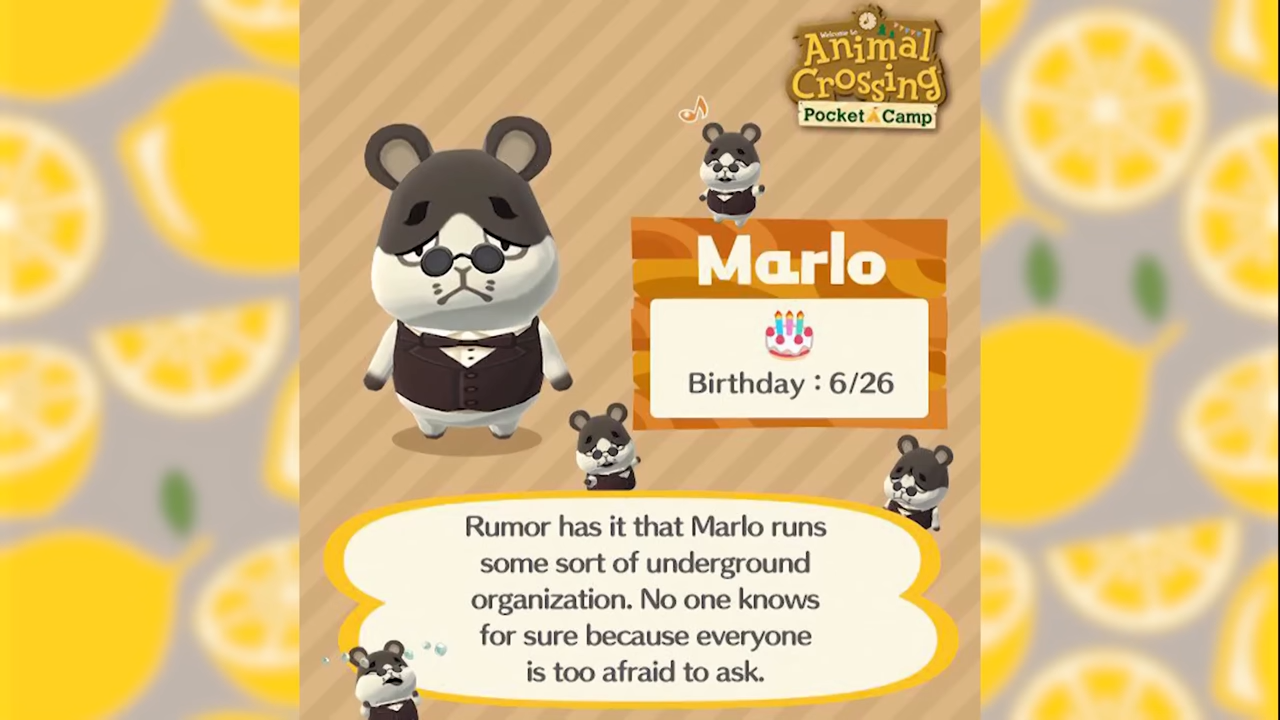 Welcome to
Animal
Crossing
Pocket Camp
Marlo
Birthday : 6/26
Rumor has it that Marlo runs
some sort of underground
organization. No one knows
for sure because everyone
is too afraid to ask.